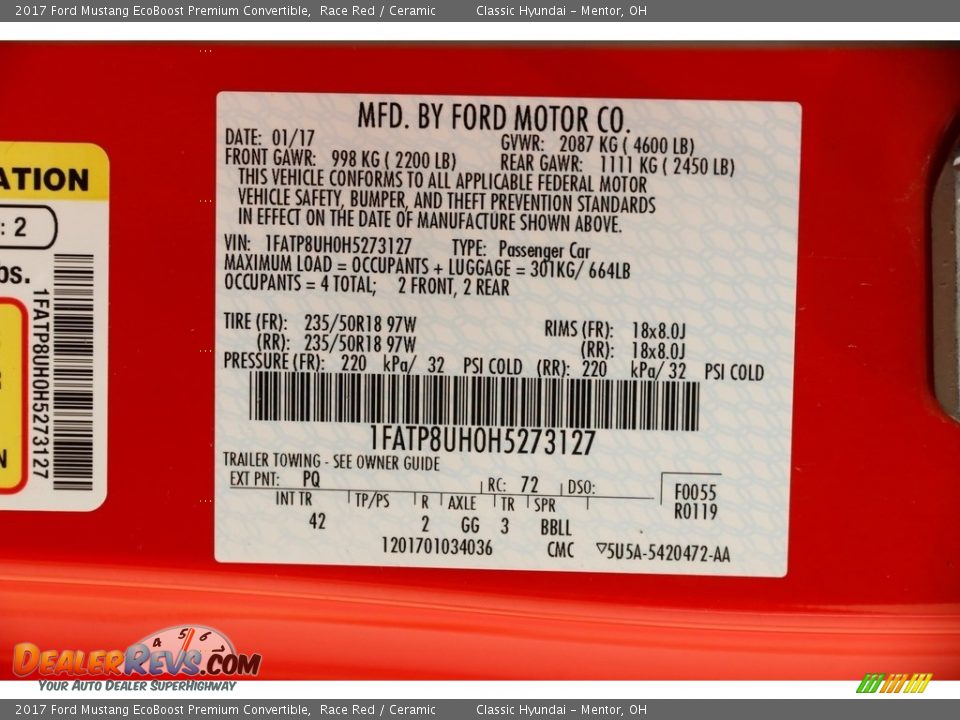 2017 Ford Mustang EcoBoost Premium Convertible, Race Red / Ceramic Classic Hyundai - Mentor, OH
MFD. BY FORD MOTOR CO.
DATE: 01/17 GVWR: 2087 KG ( 4600 LB)
FRONT GAWR: 998 KG ( 2200 LB) REAR GAWR: 1111 KG ( 2450 LB)
THIS VEHICLE CONFORMS TO ALL APPLICABLE FEDERAL MOTOR
VEHICLE SAFETY, BUMPER, AND THEFT PREVENTION STANDARDS
IN EFFECT ON THE DATE OF MANUFACTURE SHOWN ABOVE.
VIN: 1FATP8UH0H5273127 TYPE: Passenger Car
MAXIMUM LOAD = OCCUPANTS + LUGGAGE = 301KG/ 664LB
OCCUPANTS = 4 TOTAL; 2 FRONT, 2 REAR
TIRE (FR): 235/50R18 97W RIMS (FR): 18x8.0J
(RR): 235/50R18 97W (RR): 18x8.0J
PRESSURE (FR): 220 kPa/ 32 PSI COLD (RR): 220 kPa/ 32 PSI COLD
1FATP8UH0H5273127
TRAILER TOWING - SEE OWNER GUIDE
EXT PNT: PQ RC: 72 DSO: F0055
R0119
INT TR TP/PS R AXLE TR SPR
42 2 GG 3 BBLL
1201701034036 CMC ▽5U5A-5420472-AA
ATION
: 2
bs.
1FATP8UH0H5273127
N
4 5 6
DEALERREVS.COM
YOUR AUTO DEALER SUPERHIGHWAY
2017 Ford Mustang EcoBoost Premium Convertible, Race Red / Ceramic Classic Hyundai - Mentor, OH